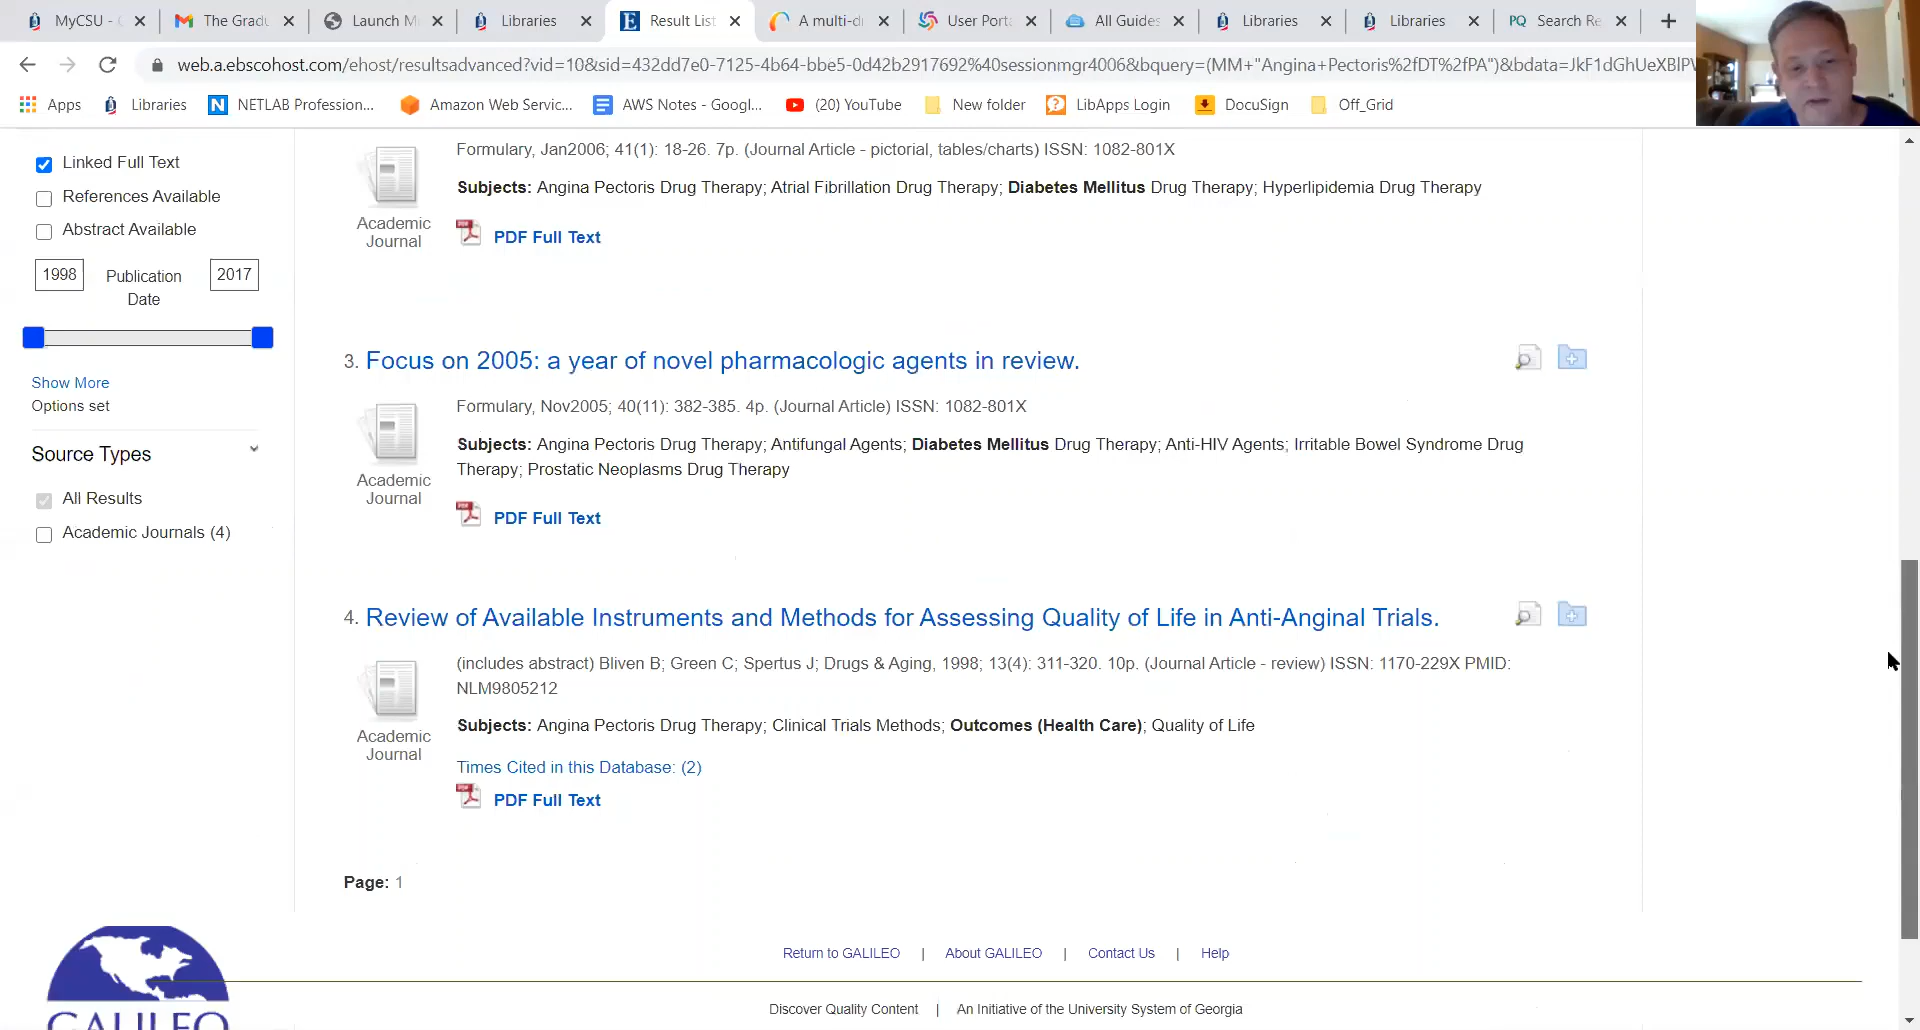 MyCSU -
The Gradu
Launch M
Libraries
Result List
A multi-di
User Porta
All Guides
Libraries
Libraries
PQ Search Re
web.a.ebscohost.com/ehost/resultsadvanced?vid=10&sid=432dd7e0-7125-4b64-bbe5-0d42b2917692%40sessionmgr4006&bquery=(MM+"Angina+Pectoris%2fDT%2fPA")&bdata=JkF1dGhUeXBlPV
Apps
Libraries
NETLAB Profession...
Amazon Web Servic...
AWS Notes - Googl...
(20) YouTube
New folder
LibApps Login
DocuSign
Off_Grid
Linked Full Text
References Available
Abstract Available
1998 Publication Date 2017
Show More
Options set
Source Types
All Results
Academic Journals (4)
Formulary, Jan2006; 41(1): 18-26. 7p. (Journal Article - pictorial, tables/charts) ISSN: 1082-801X
Subjects: Angina Pectoris Drug Therapy; Atrial Fibrillation Drug Therapy; Diabetes Mellitus Drug Therapy; Hyperlipidemia Drug Therapy
Academic
Journal
PDF Full Text
3. Focus on 2005: a year of novel pharmacologic agents in review.
Formulary, Nov2005; 40(11): 382-385. 4p. (Journal Article) ISSN: 1082-801X
Subjects: Angina Pectoris Drug Therapy; Antifungal Agents; Diabetes Mellitus Drug Therapy; Anti-HIV Agents; Irritable Bowel Syndrome Drug
Therapy; Prostatic Neoplasms Drug Therapy
Academic
Journal
PDF Full Text
4. Review of Available Instruments and Methods for Assessing Quality of Life in Anti-Anginal Trials.
(includes abstract) Bliven B; Green C; Spertus J; Drugs & Aging, 1998; 13(4): 311-320. 10p. (Journal Article - review) ISSN: 1170-229X PMID:
NLM9805212
Subjects: Angina Pectoris Drug Therapy; Clinical Trials Methods; Outcomes (Health Care); Quality of Life
Academic
Journal
Times Cited in this Database: (2)
PDF Full Text
Page: 1
GALILEO
Return to GALILEO | About GALILEO | Contact Us | Help
Discover Quality Content | An Initiative of the University System of Georgia